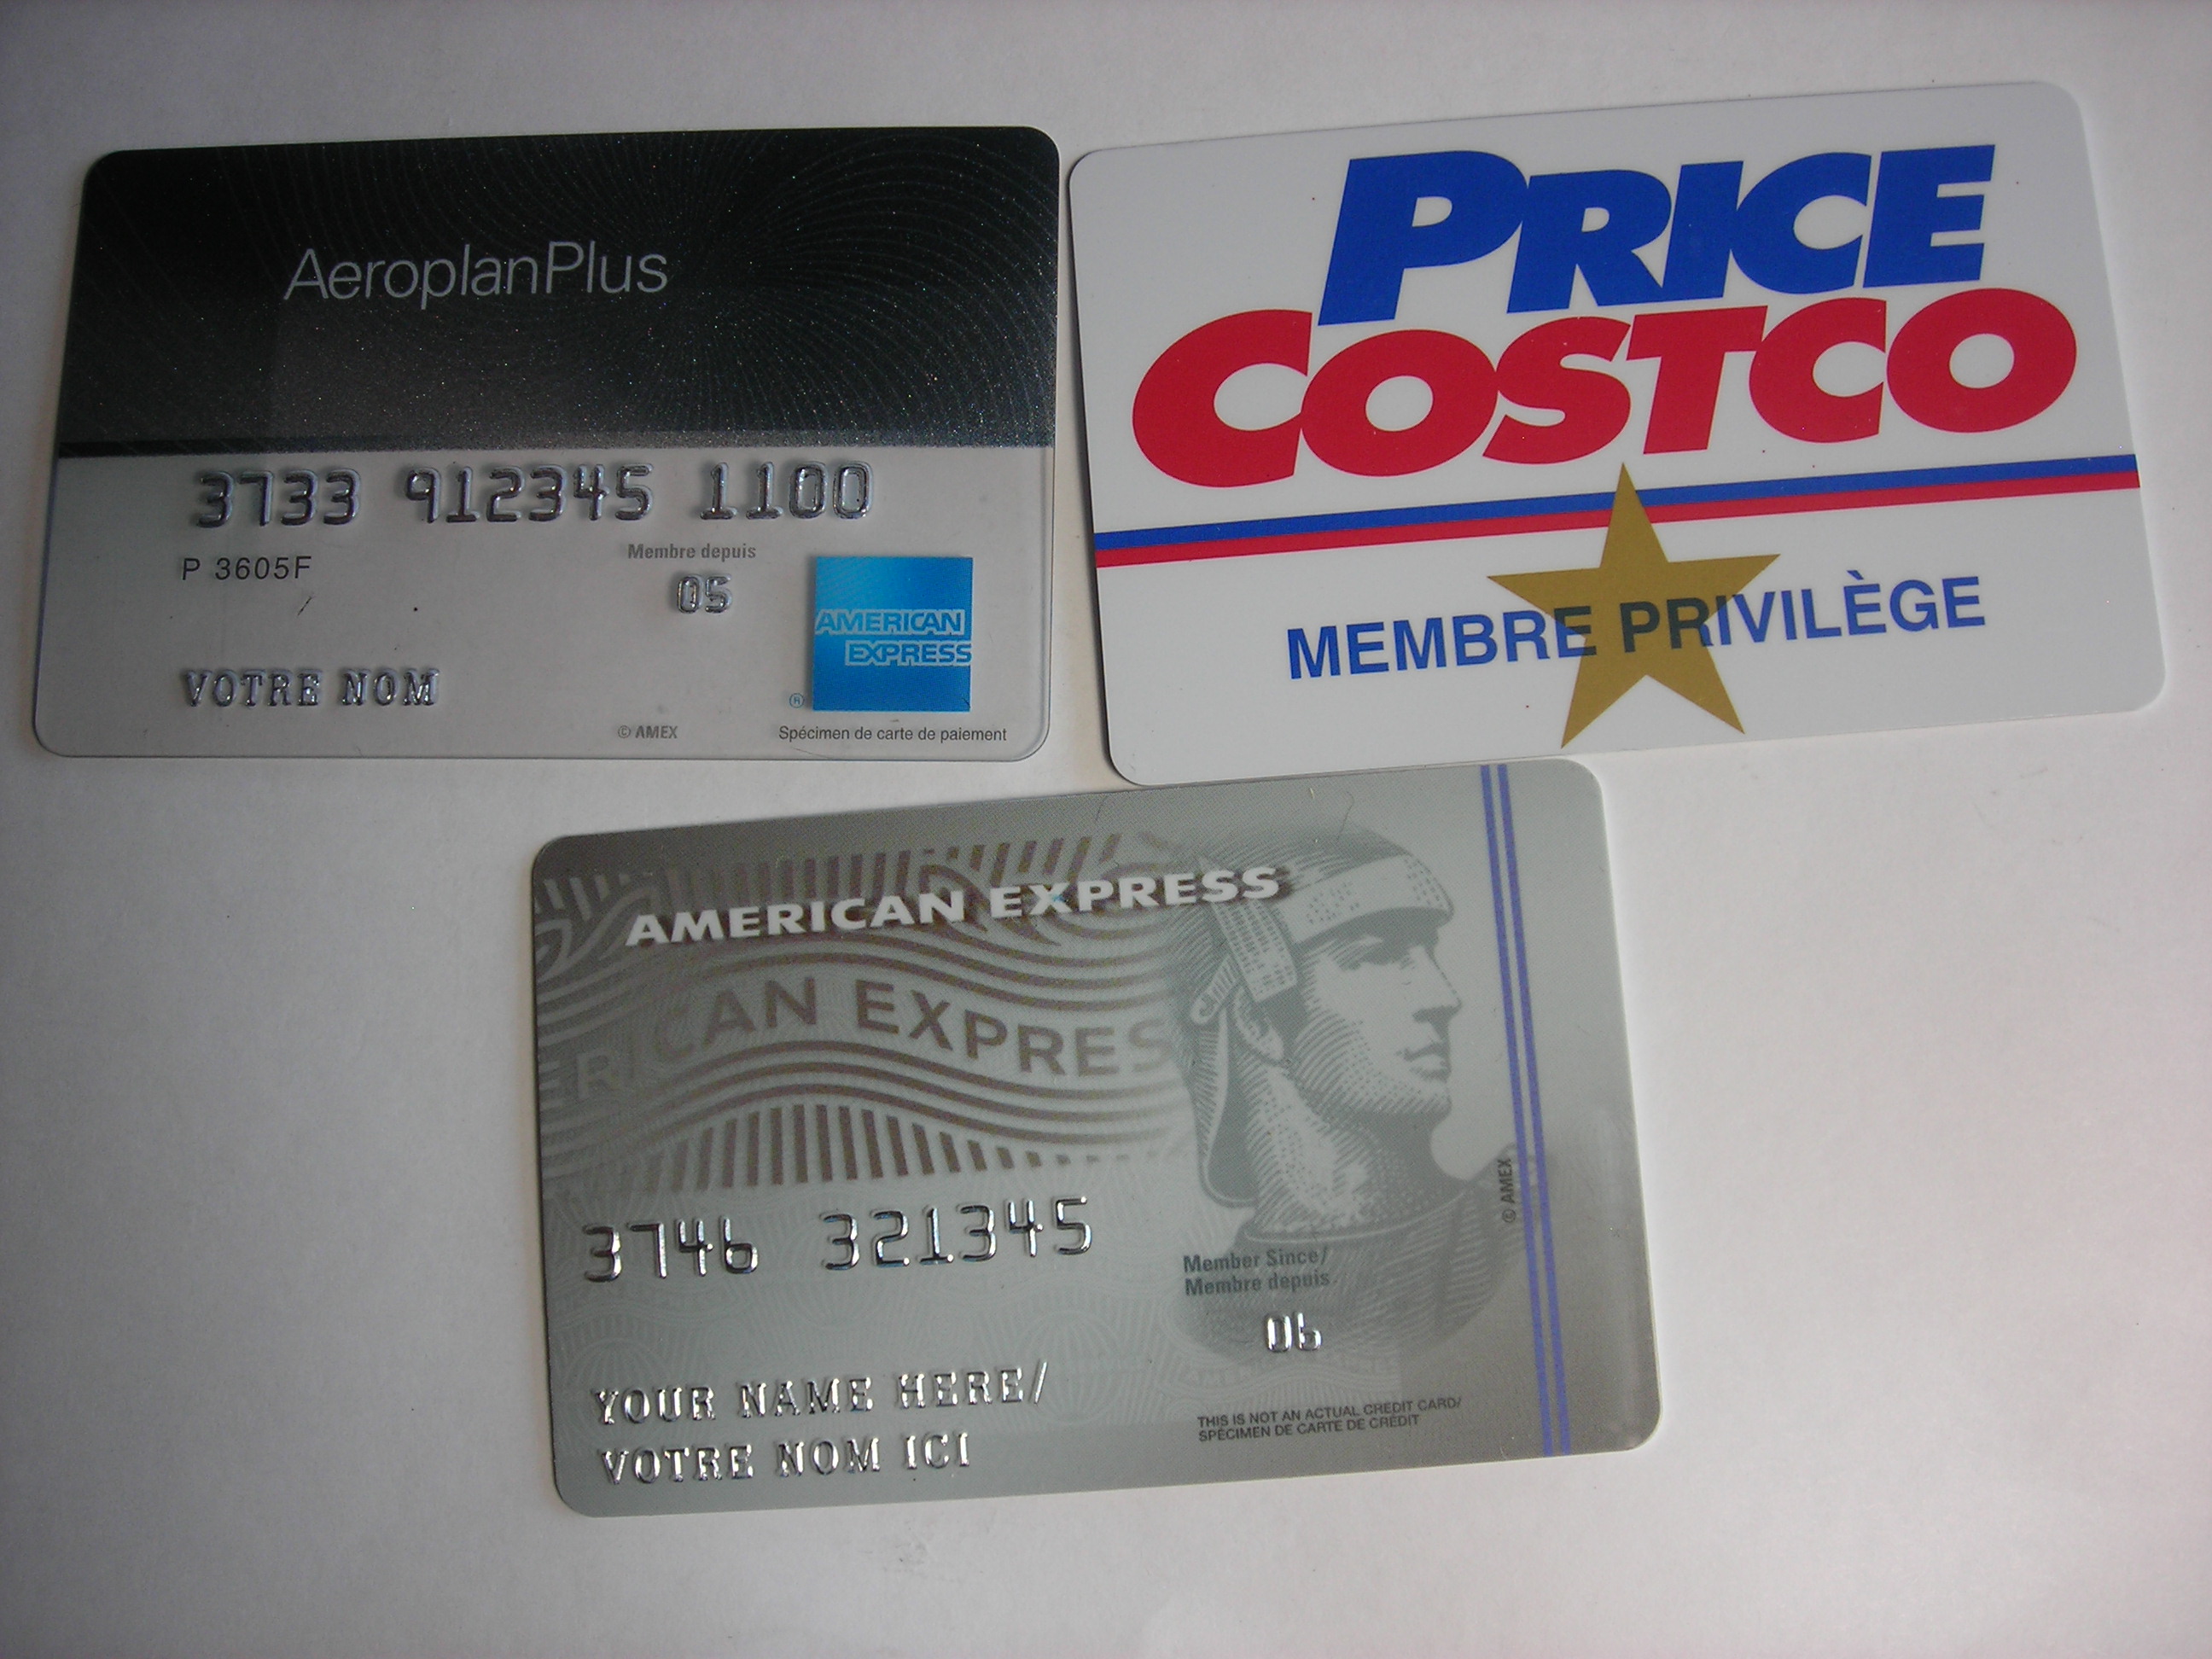 AeroplanPlus
3733 912345 1100
P 3605F
Membre depuis
05
AMERICAN
EXPRESS
®
VOTRE NOM
© AMEX
Spécimen de carte de paiement
PRICE
COSTCO
MEMBRE PRIVILÈGE
AMERICAN EXPRESS
ERICAN EXPRES
3746 321345
© AMEX
Member Since/
Membre depuis
06
YOUR NAME HERE/
VOTRE NOM ICI
THIS IS NOT AN ACTUAL CREDIT CARD/
SPÉCIMEN DE CARTE DE CRÉDIT